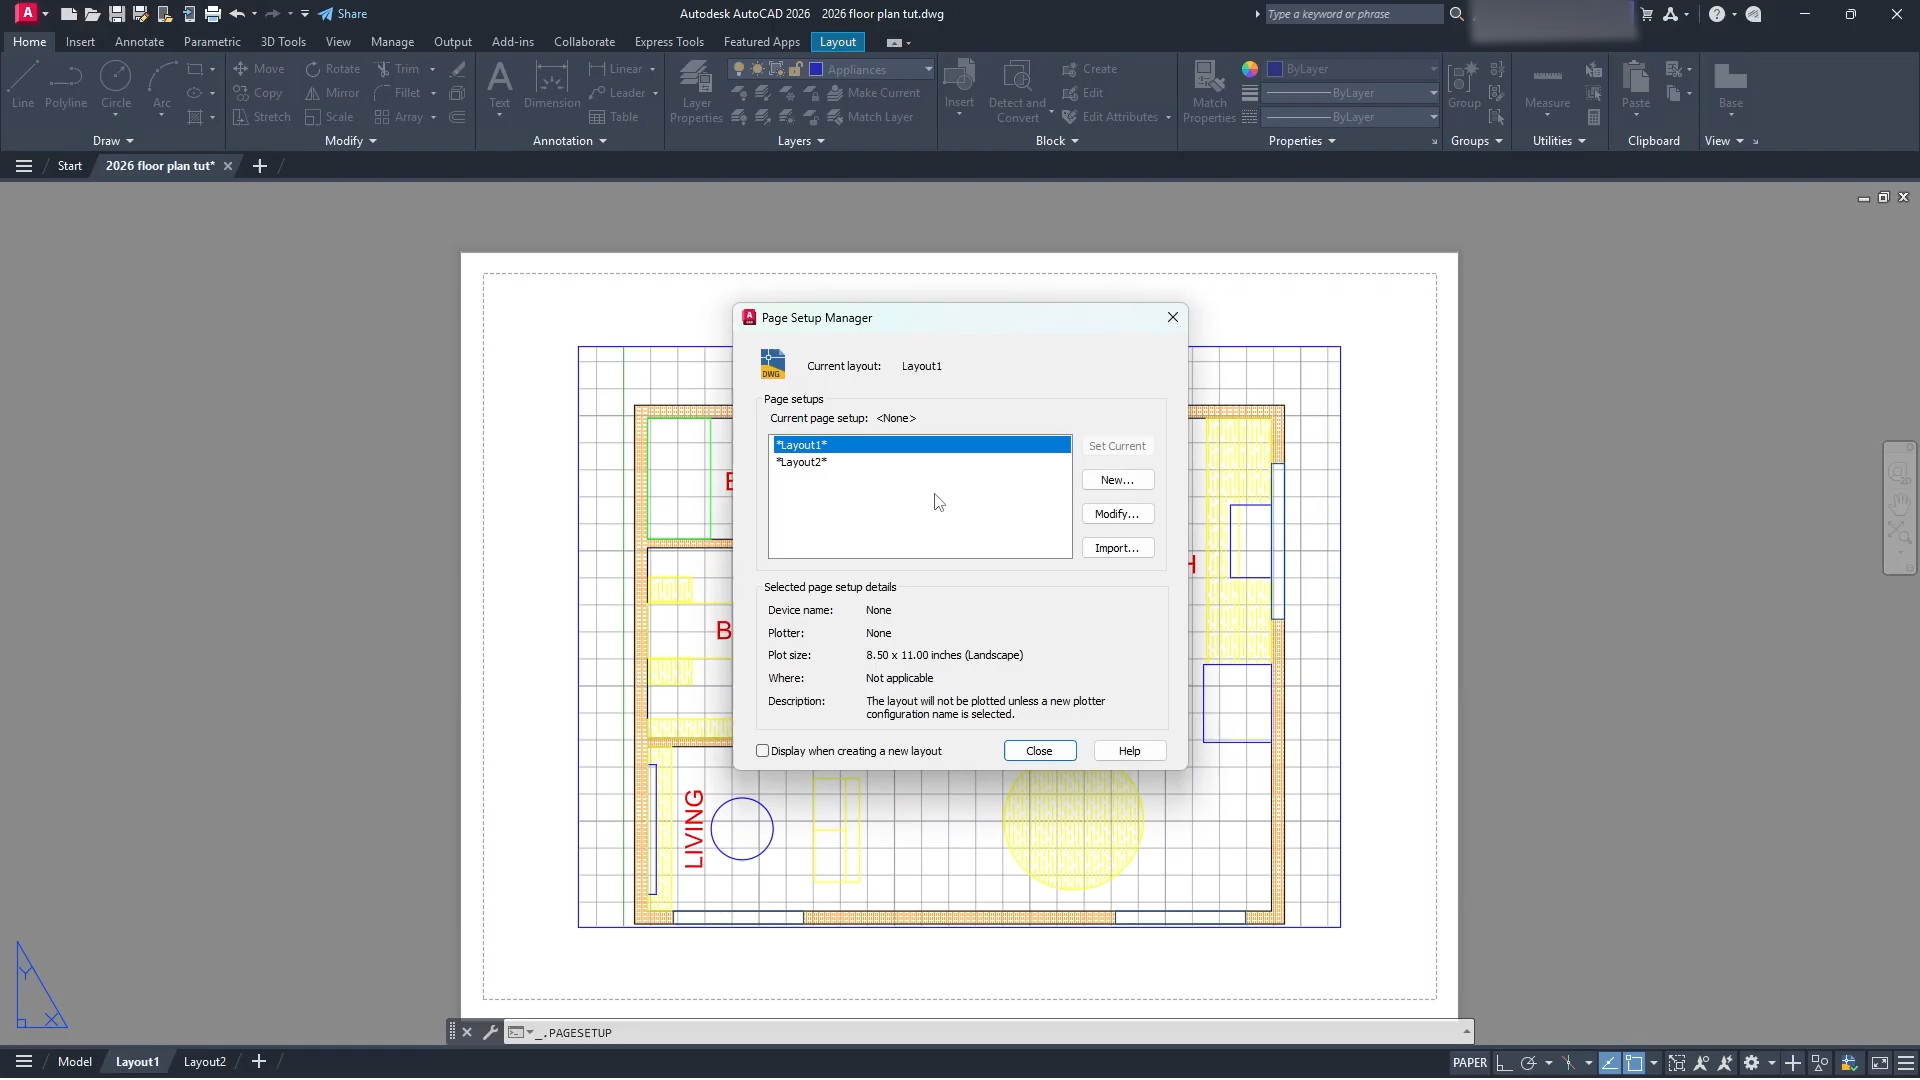 Share
Autodesk AutoCAD 2026 2026 floor plan tut.dwg
Type a keyword or phrase
Home Insert Annotate Parametric 3D Tools View Manage Output Add-ins Collaborate Express Tools Featured Apps Layout
Line Polyline Circle Arc
Move Rotate Trim
Copy Mirror Fillet
Stretch Scale Array
Text Dimension
Linear
Leader
Table
Layer Properties
Appliances
Make Current
Match Layer
Insert
Detect and Convert
Create
Edit
Edit Attributes
Match Properties
ByLayer
ByLayer
ByLayer
Group
Measure
Paste
Base
Draw Modify Annotation Layers Block Properties Groups Utilities Clipboard View
Start 2026 floor plan tut*
Page Setup Manager
DWG
Current layout: Layout1
Page setups
Current page setup: <None>
*Layout1*
*Layout2*
Set Current
New...
Modify...
Import...
Selected page setup details
Device name: None
Plotter: None
Plot size: 8.50 x 11.00 inches (Landscape)
Where: Not applicable
Description: The layout will not be plotted unless a new plotter
configuration name is selected.
Display when creating a new layout
Close
Help
B
H
LIVING
Y
X
_.PAGESETUP
Model Layout1 Layout2
PAPER